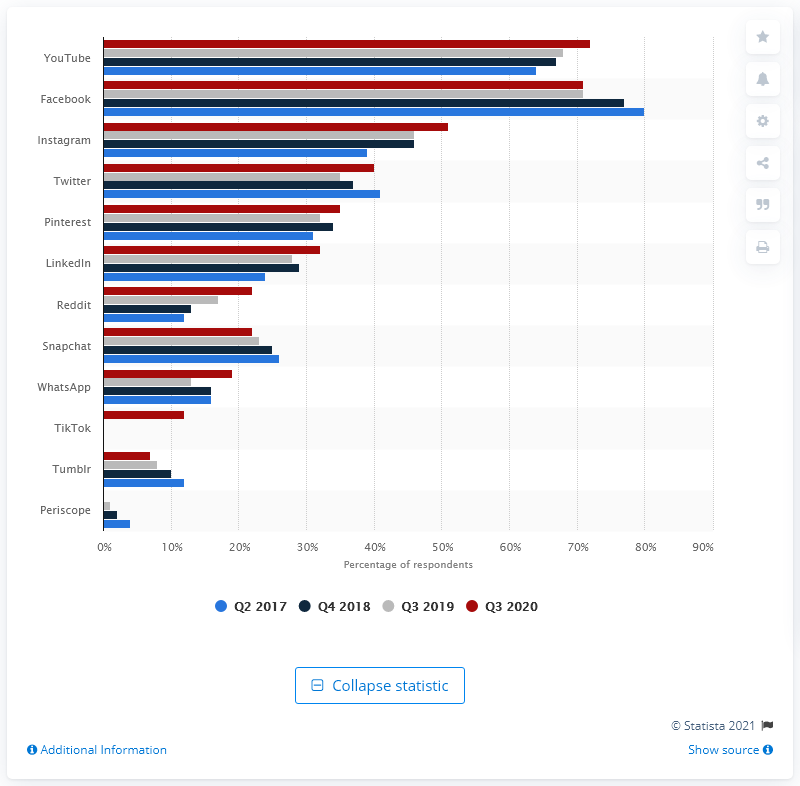 YouTube
Facebook
Instagram
Twitter
Pinterest
LinkedIn
Reddit
Snapchat
WhatsApp
TikTok
Tumblr
Periscope
0% 10% 20% 30% 40% 50% 60% 70% 80% 90%
Percentage of respondents
Q2 2017 Q4 2018 Q3 2019 Q3 2020
Collapse statistic
© Statista 2021
Additional Information Show source